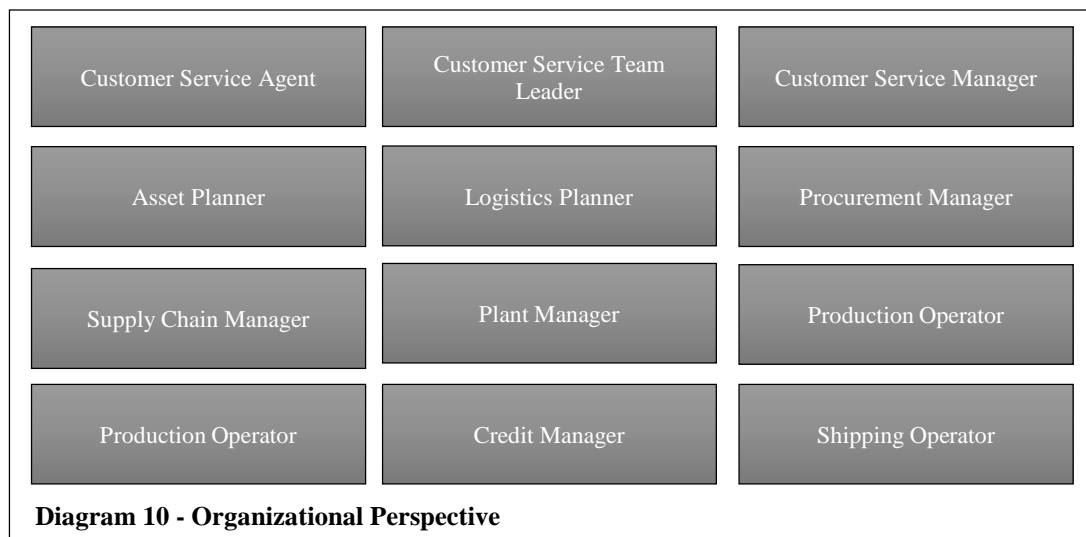 Customer Service Agent
Customer Service Team
Leader
Customer Service Manager
Asset Planner
Logistics Planner
Procurement Manager
Supply Chain Manager
Plant Manager
Production Operator
Production Operator
Credit Manager
Shipping Operator
Diagram 10 - Organizational Perspective